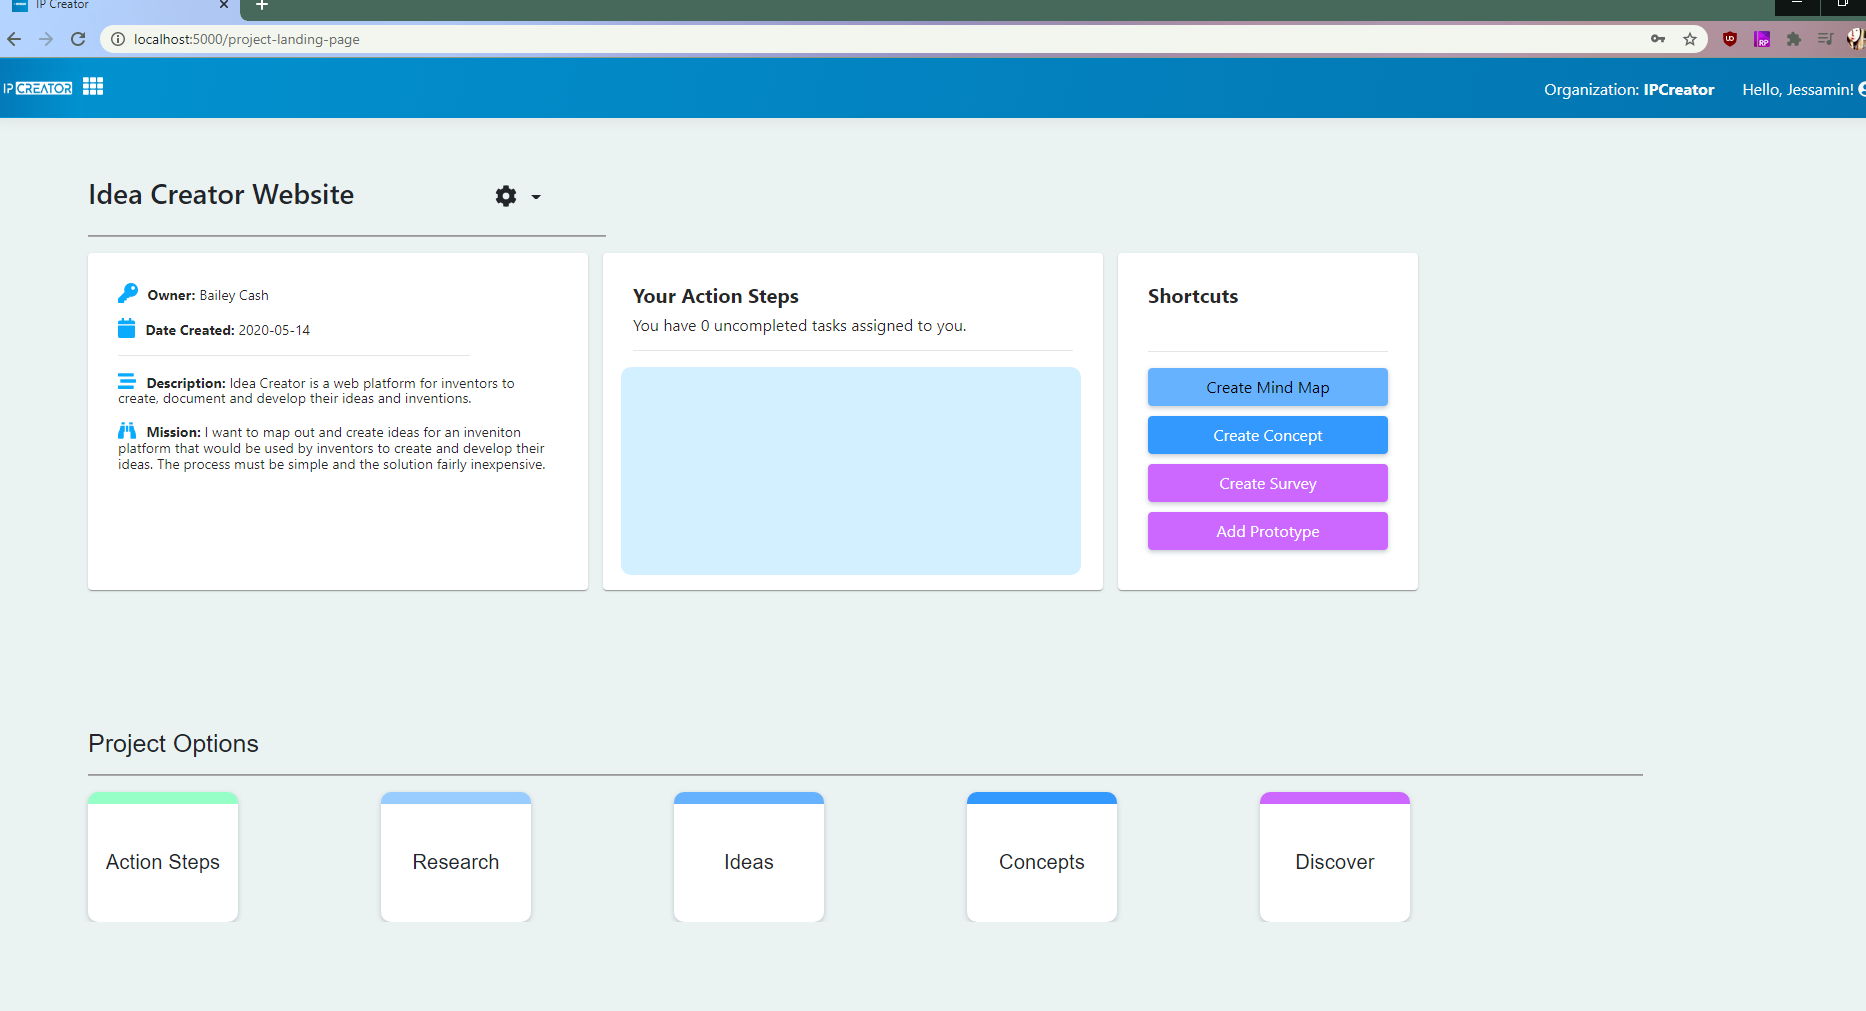 IP Creator
localhost:5000/project-landing-page
IP CREATOR
Organization: IPCreator
Hello, Jessamin!
Idea Creator Website
Owner: Bailey Cash
Date Created: 2020-05-14
Description: Idea Creator is a web platform for inventors to
create, document and develop their ideas and inventions.
Mission: I want to map out and create ideas for an inveniton
platform that would be used by inventors to create and develop their
ideas. The process must be simple and the solution fairly inexpensive.
Your Action Steps
You have 0 uncompleted tasks assigned to you.
Shortcuts
Create Mind Map
Create Concept
Create Survey
Add Prototype
Project Options
Action Steps
Research
Ideas
Concepts
Discover